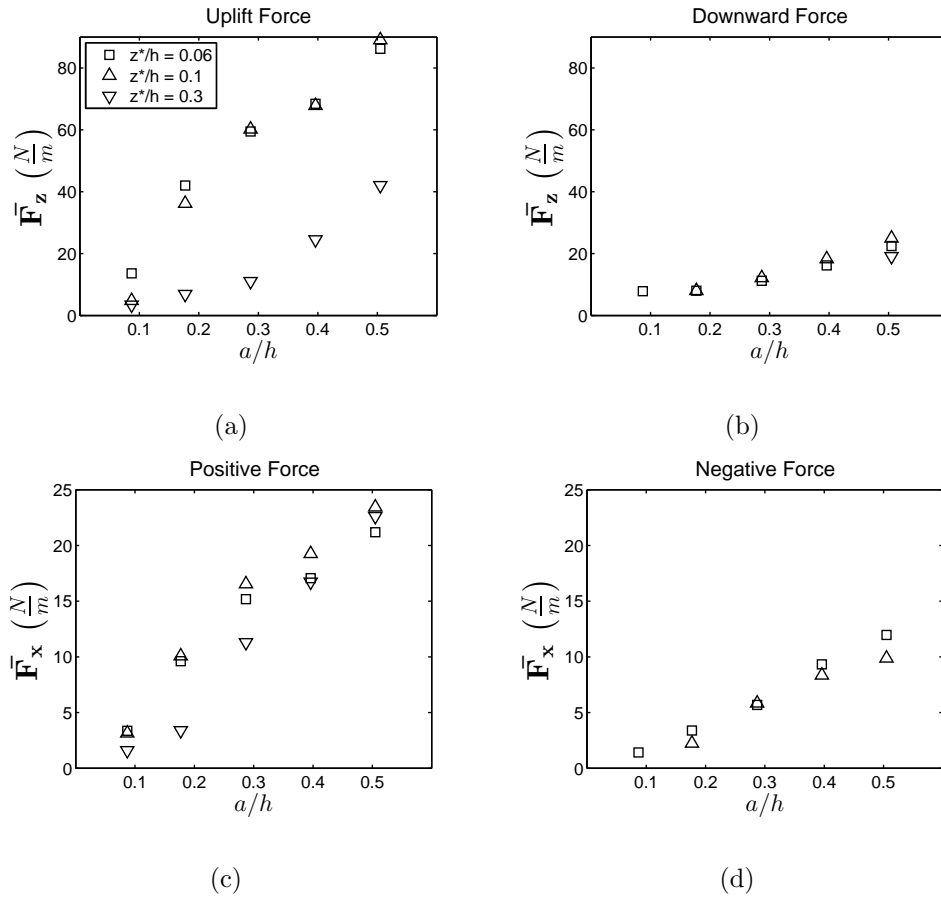 Uplift Force
z*/h = 0.06
z*/h = 0.1
z*/h = 0.3
80
60
40
20
0
0.1 0.2 0.3 0.4 0.5
F̄z (N/m)
a/h
(a)
Downward Force
80
60
40
20
0
0.1 0.2 0.3 0.4 0.5
F̄z (N/m)
a/h
(b)
Positive Force
25
20
15
10
5
0
0.1 0.2 0.3 0.4 0.5
F̄x (N/m)
a/h
(c)
Negative Force
25
20
15
10
5
0
0.1 0.2 0.3 0.4 0.5
F̄x (N/m)
a/h
(d)